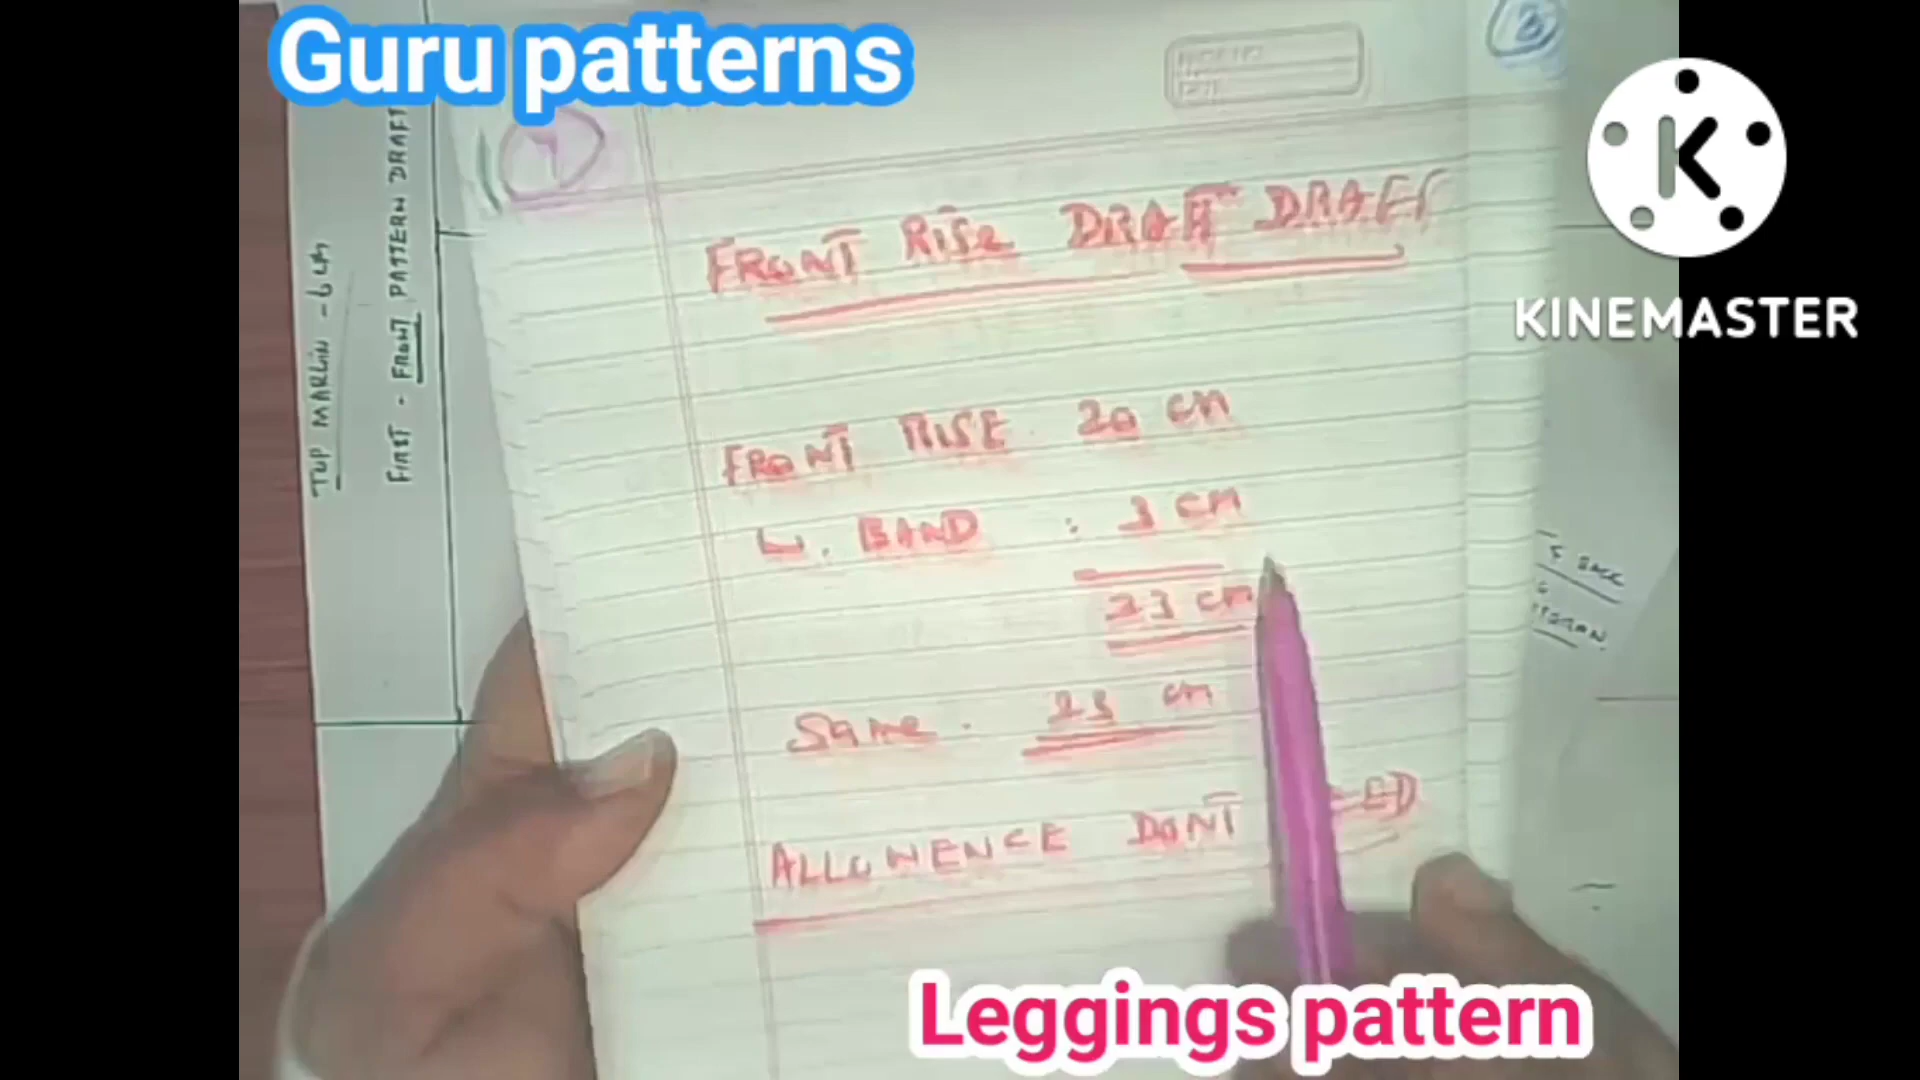 Guru patterns
KINEMASTER
7
FRONT RISE DRAFT DRAFT
FRONT RISE 20 cm
W. BAND : 3 cm
23 cm
Same . 23 cm
ALLOWENCE DONT
TOP MARGIN - 6 CM
FIRST - FRONT PATTERN DRAFT
Leggings pattern